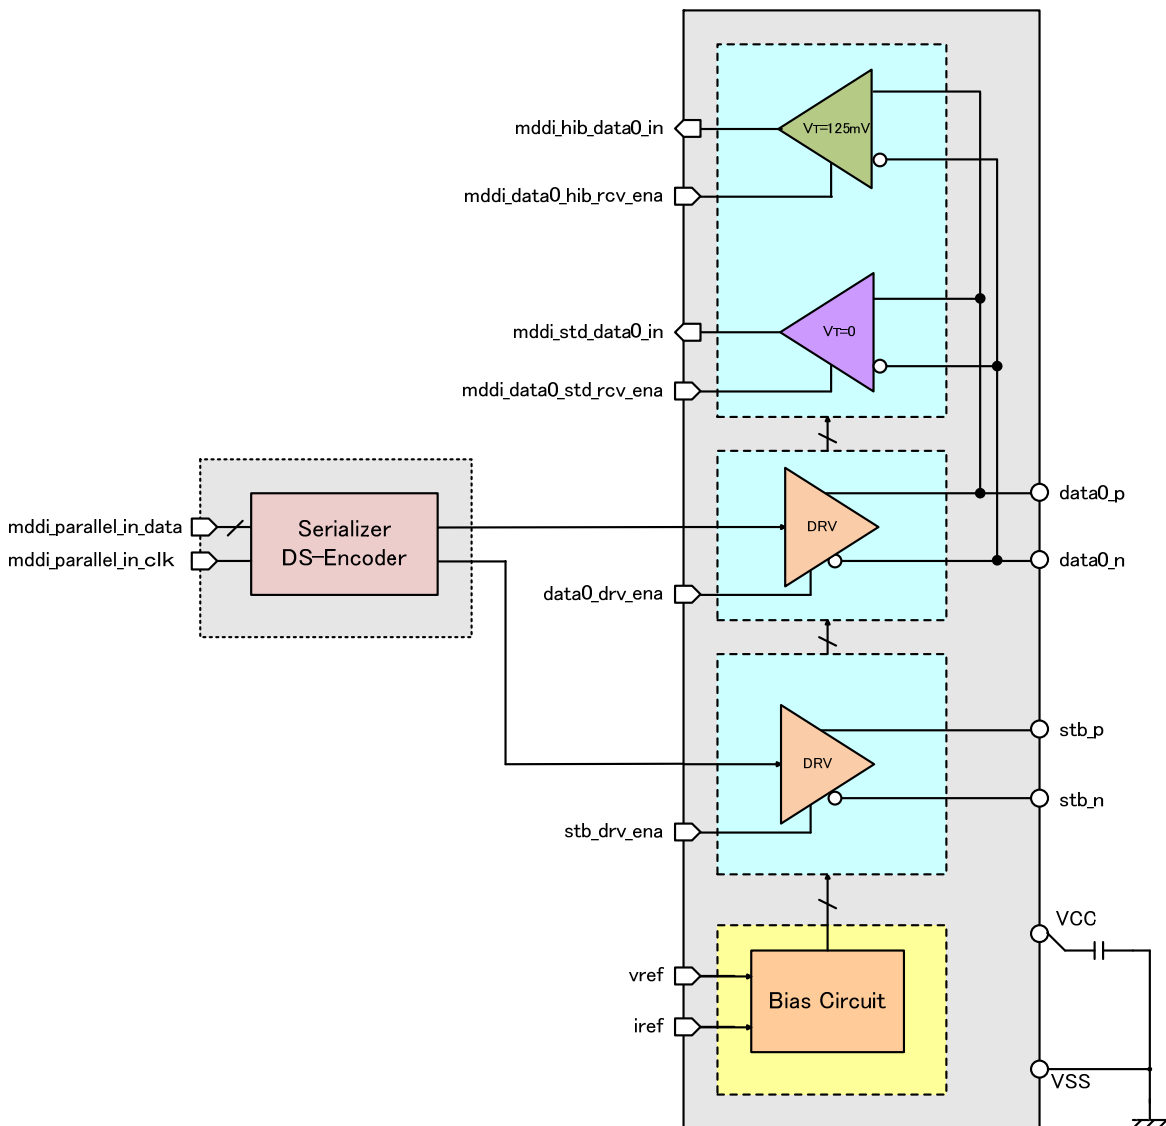 mddi_hib_data0_in
VT=125mV
mddi_data0_hib_rcv_ena
mddi_std_data0_in
VT=0
mddi_data0_std_rcv_ena
mddi_parallel_in_data
mddi_parallel_in_clk
Serializer
DS-Encoder
DRV
data0_p
data0_n
data0_drv_ena
DRV
stb_p
stb_n
stb_drv_ena
VCC
vref
iref
Bias Circuit
VSS